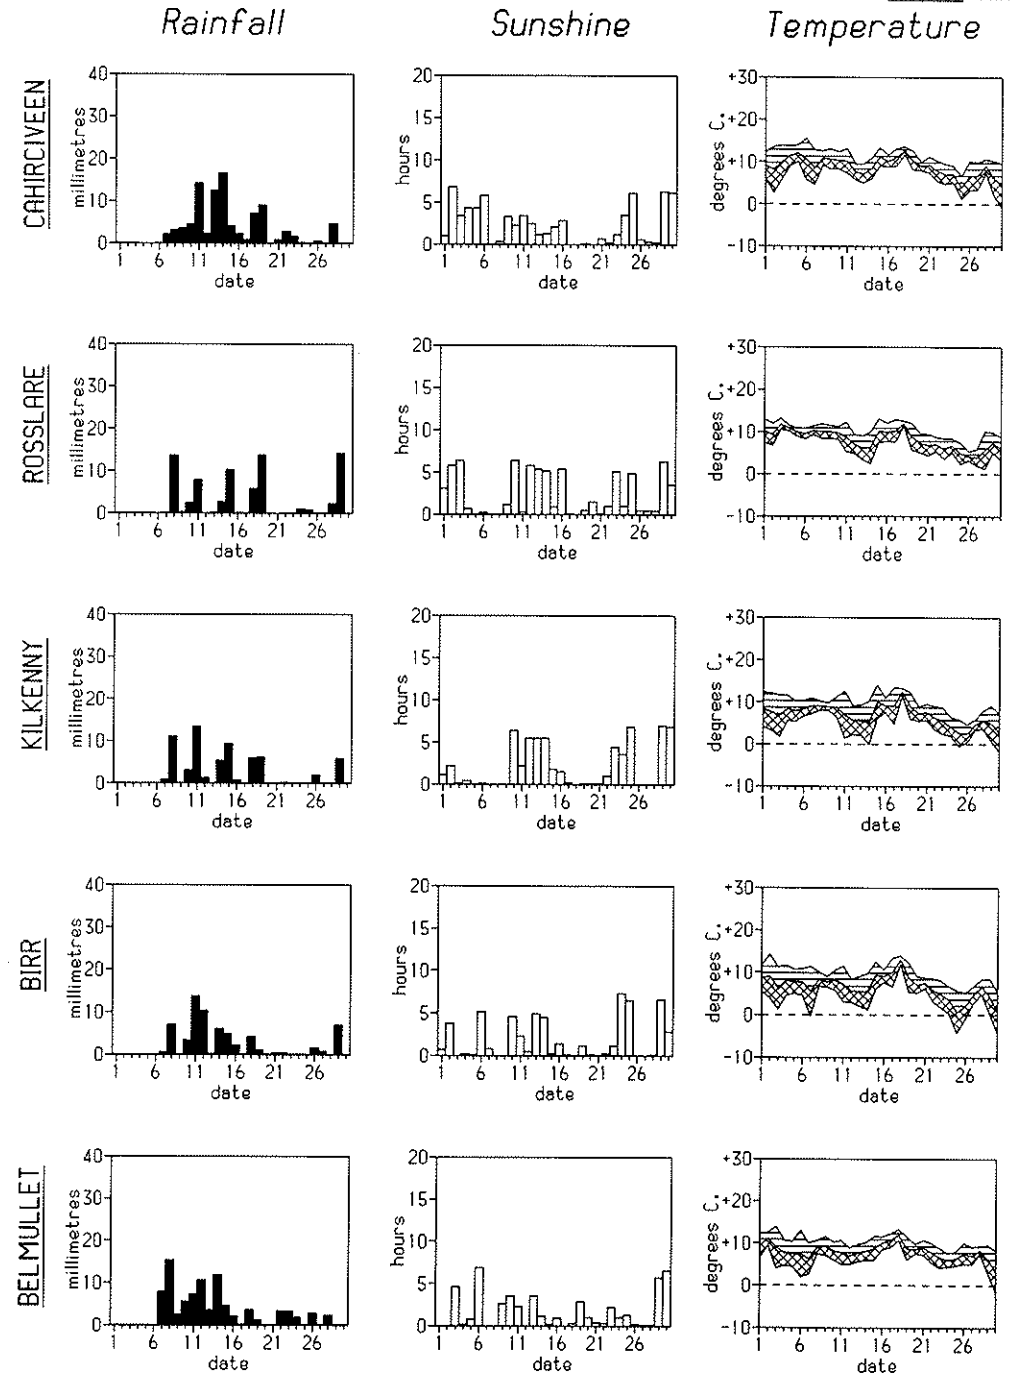 Rainfall Sunshine Temperature
CAHIRCIVEEN
40 30 20 10 0
millimetres
1 6 11 16 21 26
date
20 15 10 5 0
hours
1 6 11 16 21 26
date
+30 +20 +10 0 -10
degrees C.
1 6 11 16 21 26
date
ROSSLARE
40 30 20 10 0
millimetres
1 6 11 16 21 26
date
20 15 10 5 0
hours
1 6 11 16 21 26
date
+30 +20 +10 0 -10
degrees C.
1 6 11 16 21 26
date
KILKENNY
40 30 20 10 0
millimetres
1 6 11 16 21 26
date
20 15 10 5 0
hours
1 6 11 16 21 26
date
+30 +20 +10 0 -10
degrees C.
1 6 11 16 21 26
date
BIRR
40 30 20 10 0
millimetres
1 6 11 16 21 26
date
20 15 10 5 0
hours
1 6 11 16 21 26
date
+30 +20 +10 0 -10
degrees C.
1 6 11 16 21 26
date
BELMULLET
40 30 20 10 0
millimetres
1 6 11 16 21 26
date
20 15 10 5 0
hours
1 6 11 16 21 26
date
+30 +20 +10 0 -10
degrees C.
1 6 11 16 21 26
date